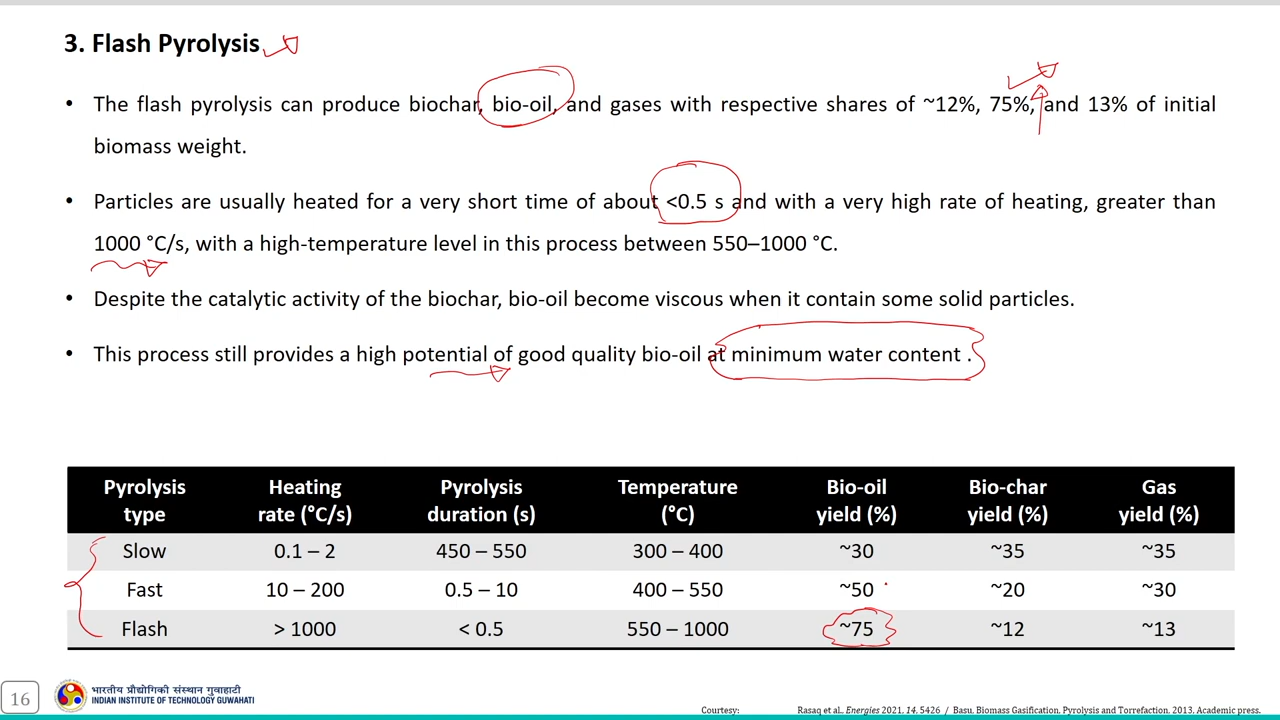 3. Flash Pyrolysis
• The flash pyrolysis can produce biochar, bio-oil, and gases with respective shares of ~12%, 75%, and 13% of initial
biomass weight.
• Particles are usually heated for a very short time of about <0.5 s and with a very high rate of heating, greater than
1000 °C/s, with a high-temperature level in this process between 550–1000 °C.
• Despite the catalytic activity of the biochar, bio-oil become viscous when it contain some solid particles.
• This process still provides a high potential of good quality bio-oil at minimum water content .
Pyrolysis type Heating rate (°C/s) Pyrolysis duration (s) Temperature (°C) Bio-oil yield (%) Bio-char yield (%) Gas yield (%)
Slow 0.1 – 2 450 – 550 300 – 400 ~30 ~35 ~35
Fast 10 – 200 0.5 – 10 400 – 550 ~50 ~20 ~30
Flash > 1000 < 0.5 550 – 1000 ~75 ~12 ~13
16
भारतीय प्रौद्योगिकी संस्थान गुवाहाटी
INDIAN INSTITUTE OF TECHNOLOGY GUWAHATI
Courtesy: Rasaq et al., Energies 2021, 14, 5426 / Basu, Biomass Gasification, Pyrolysis and Torrefaction, 2013, Academic press.